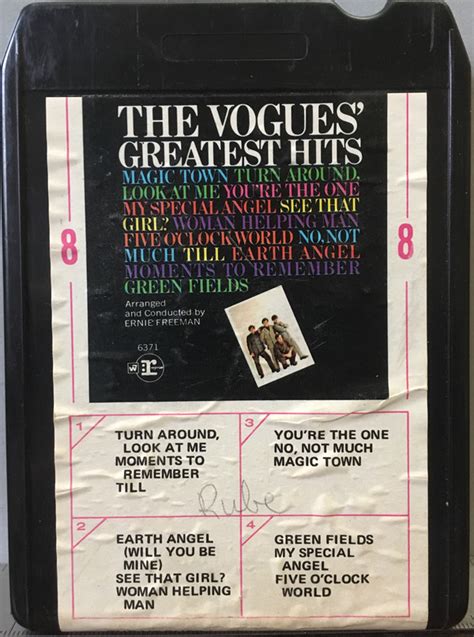 THE VOGUES'
GREATEST HITS
MAGIC TOWN TURN AROUND,
LOOK AT ME YOU'RE THE ONE
MY SPECIAL ANGEL SEE THAT
GIRL? WOMAN HELPING MAN
FIVE O'CLOCK WORLD NO, NOT
MUCH TILL EARTH ANGEL
MOMENTS TO REMEMBER
GREEN FIELDS
Arranged
and Conducted by
ERNIE FREEMAN
6371
W r:
8
8
1
TURN AROUND,
LOOK AT ME
MOMENTS TO
REMEMBER
TILL
3
YOU'RE THE ONE
NO, NOT MUCH
MAGIC TOWN
Rube
2
EARTH ANGEL
(WILL YOU BE
MINE)
SEE THAT GIRL?
WOMAN HELPING
MAN
4
GREEN FIELDS
MY SPECIAL
ANGEL
FIVE O'CLOCK
WORLD